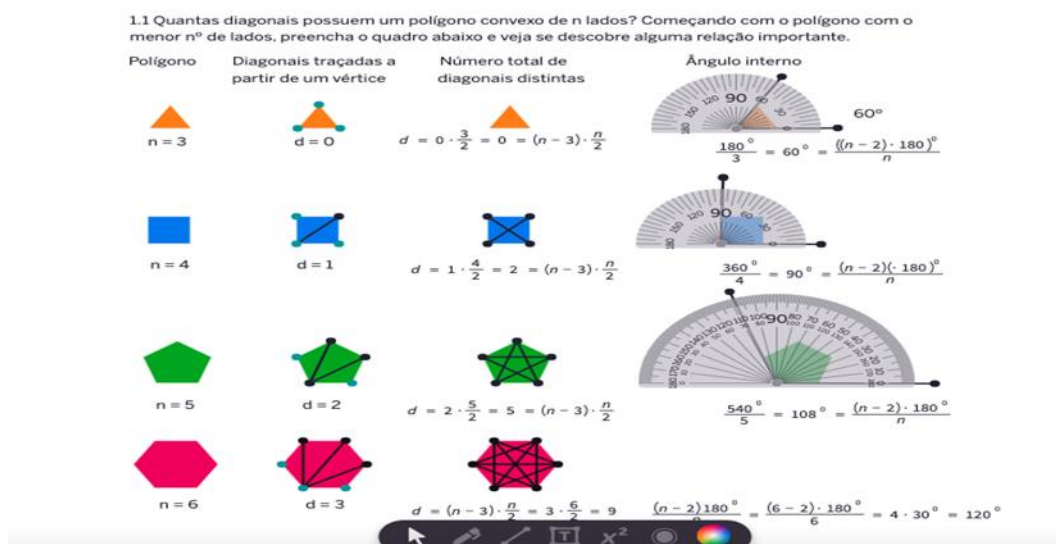 1.1 Quantas diagonais possuem um polígono convexo de n lados? Começando com o polígono com o
menor nº de lados, preencha o quadro abaixo e veja se descobre alguma relação importante.
Polígono
Diagonais traçadas a
partir de um vértice
Número total de
diagonais distintas
Ângulo interno
n = 3
d = 0
d = 0 · 3/2 = 0 = (n − 3) · n/2
60º
180°/3 = 60° = ((n − 2) · 180)°/n
n = 4
d = 1
d = 1 · 4/2 = 2 = (n − 3) · n/2
360°/4 = 90° = (n − 2)(· 180)°/n
n = 5
d = 2
d = 2 · 5/2 = 5 = (n − 3) · n/2
540°/5 = 108° = (n − 2) · 180°/n
n = 6
d = 3
d = (n − 3) · n/2 = 3 · 6/2 = 9
(n − 2)180°/n = (6 − 2) · 180°/6 = 4 · 30° = 120°
T
x²